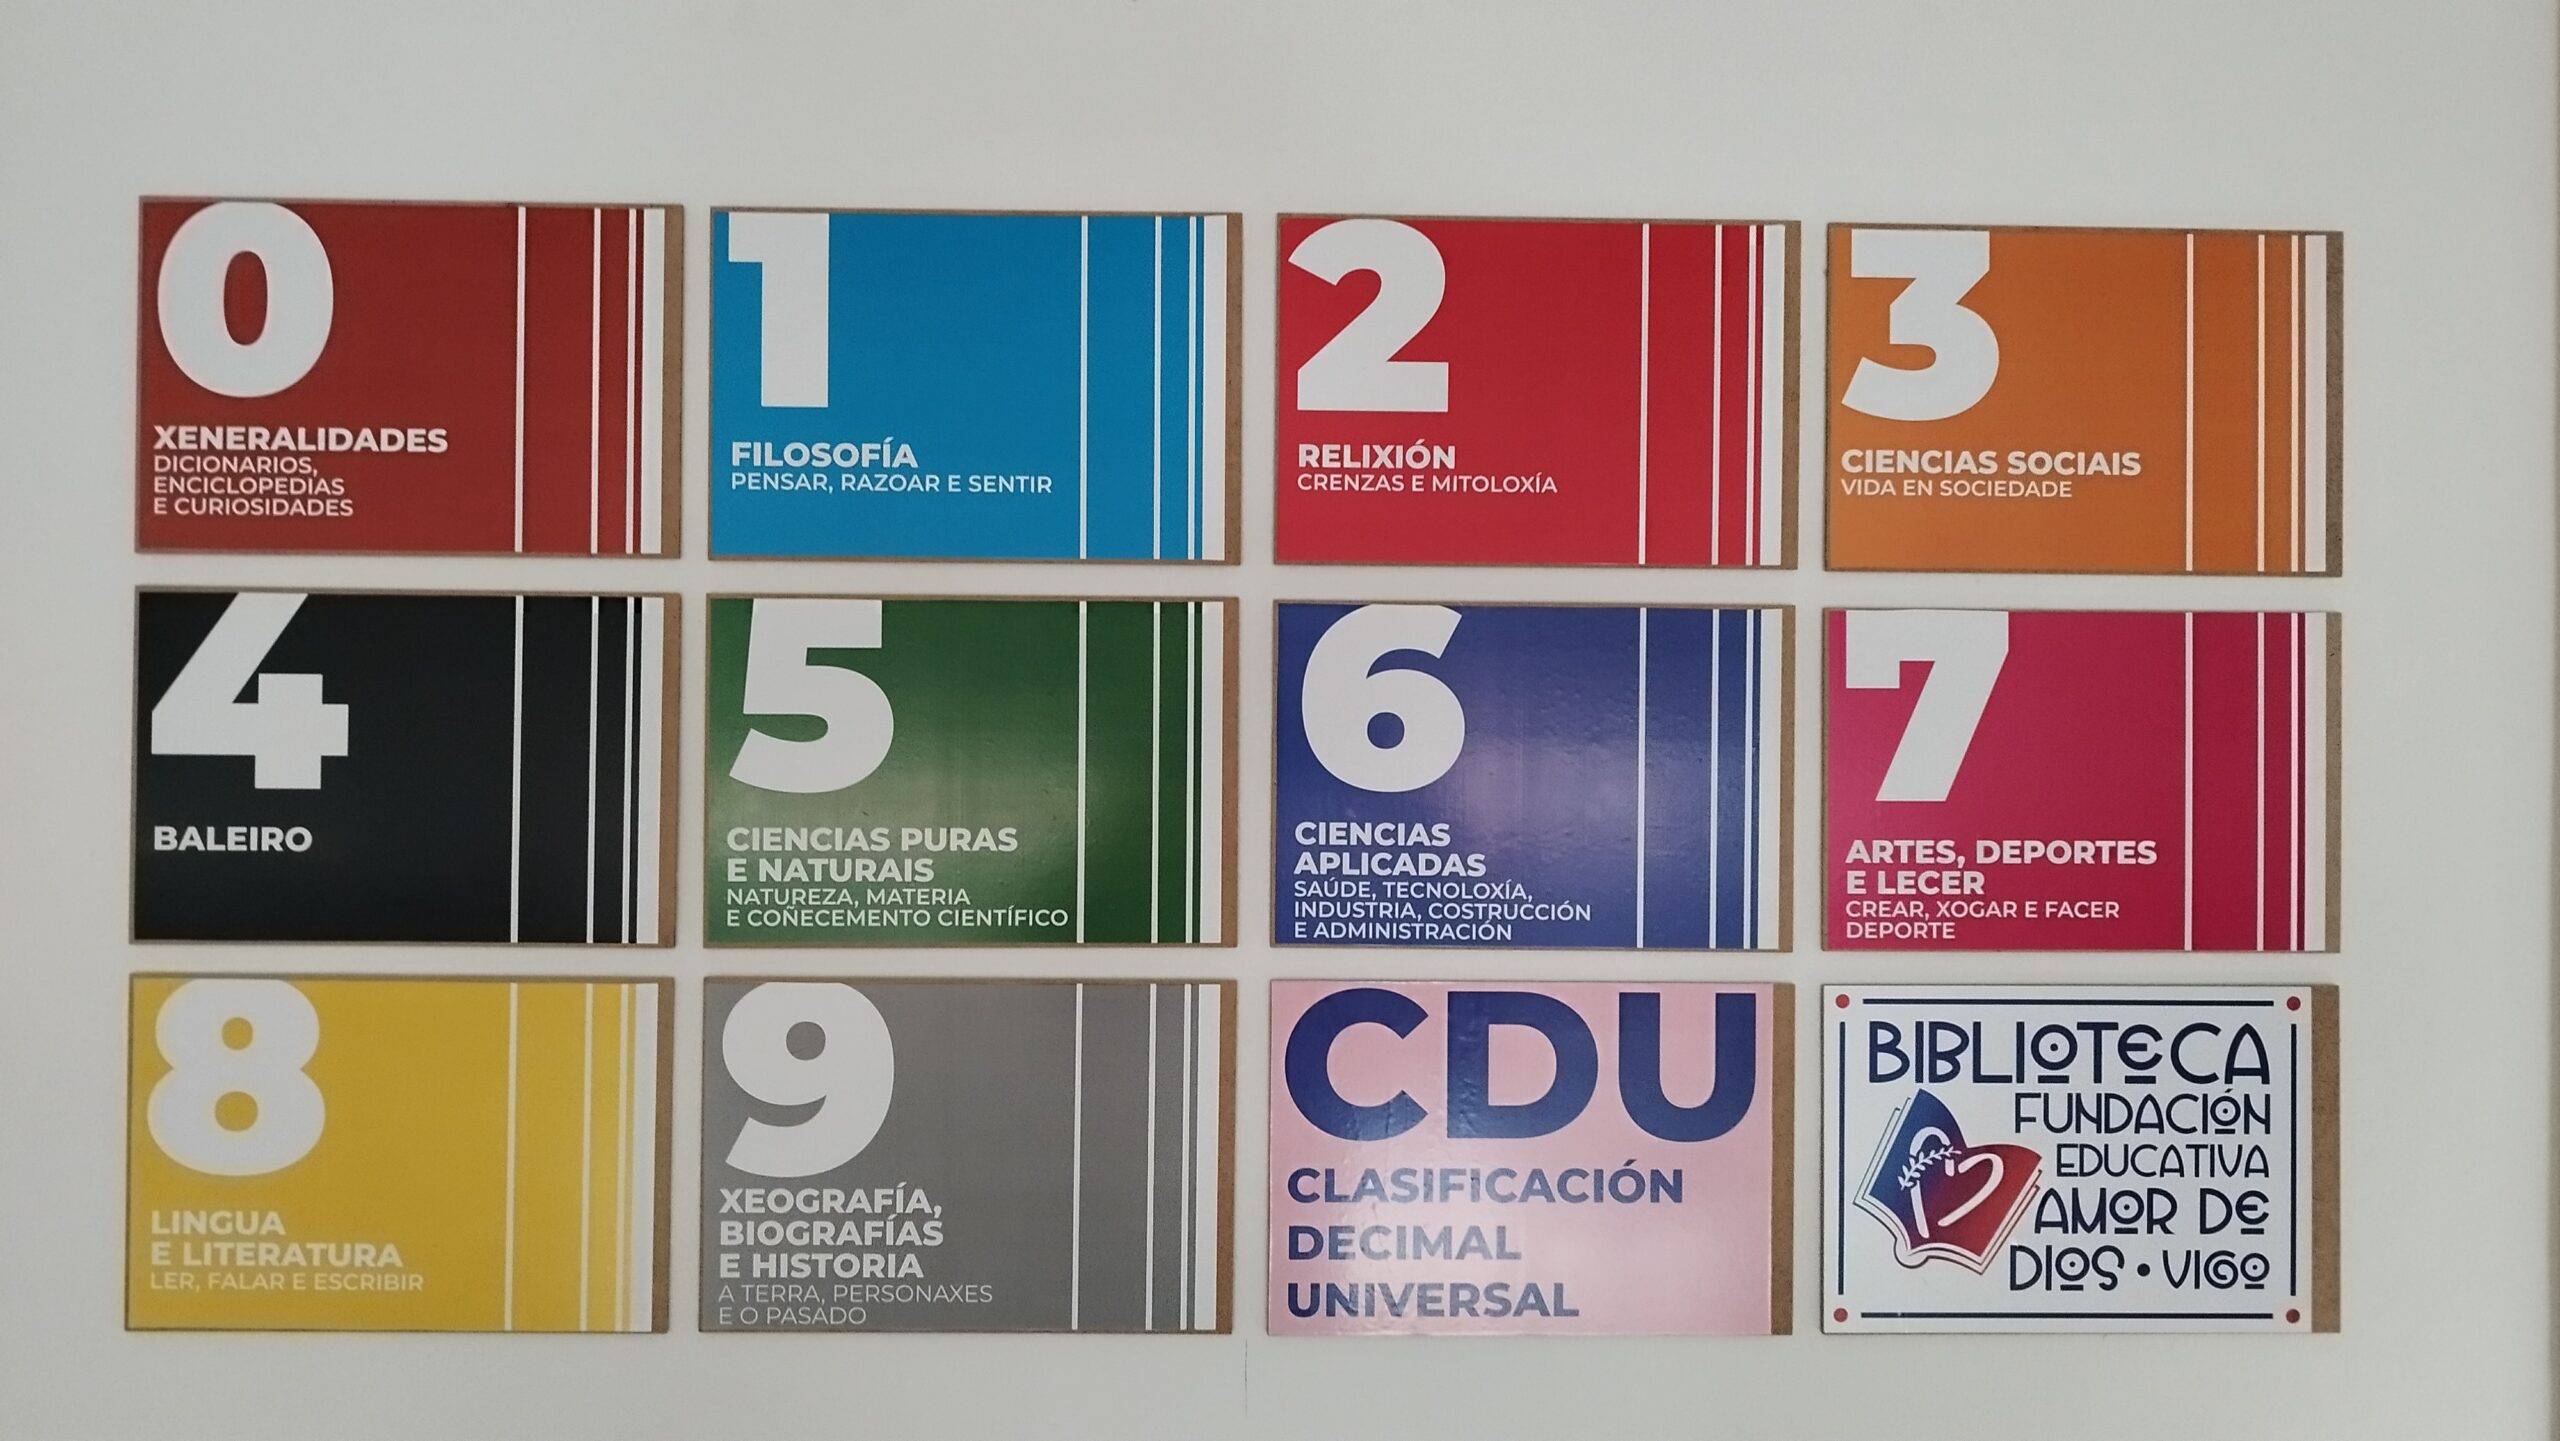 0
XENERALIDADES
DICIONARIOS,
ENCICLOPEDIAS
E CURIOSIDADES
1
FILOSOFÍA
PENSAR, RAZOAR E SENTIR
2
RELIXIÓN
CRENZAS E MITOLOXÍA
3
CIENCIAS SOCIAIS
VIDA EN SOCIEDADE
4
BALEIRO
5
CIENCIAS PURAS
E NATURAIS
NATUREZA, MATERIA
E COÑECEMENTO CIENTÍFICO
6
CIENCIAS
APLICADAS
SAÚDE, TECNOLOXÍA,
INDUSTRIA, COSTRUCCIÓN
E ADMINISTRACIÓN
7
ARTES, DEPORTES
E LECER
CREAR, XOGAR E FACER
DEPORTE
8
LINGUA
E LITERATURA
LER, FALAR E ESCRIBIR
9
XEOGRAFÍA,
BIOGRAFÍAS
E HISTORIA
A TERRA, PERSONAXES
E O PASADO
CDU
CLASIFICACIÓN
DECIMAL
UNIVERSAL
BIBLIOTECA
FUNDACIÓN
EDUCATIVA
AMOR DE
DIOS • VIGO